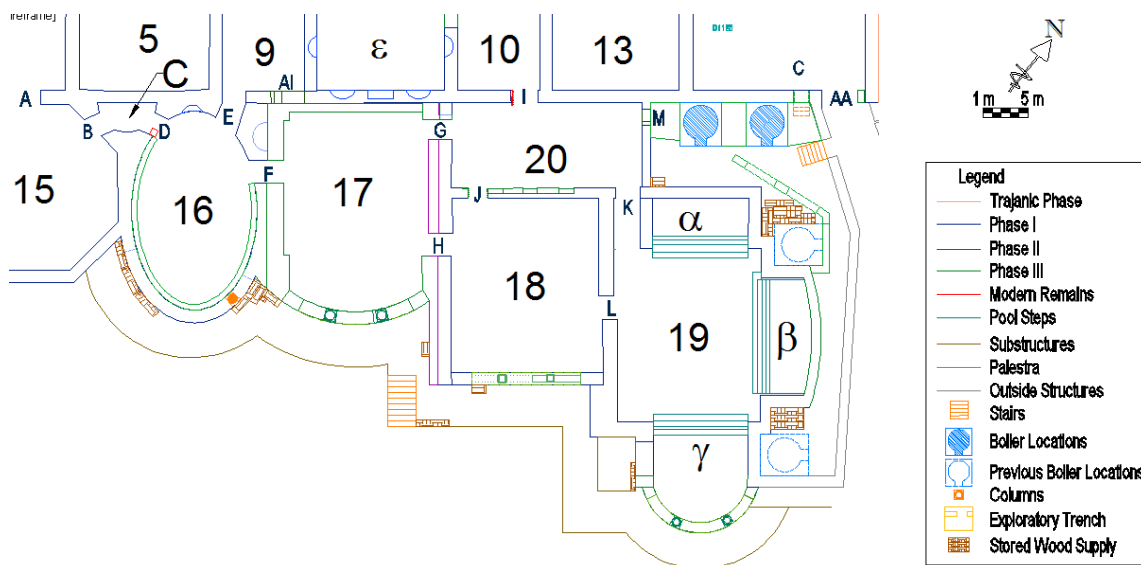 ireframe]
5
9
ε
10
13
N
C
C
A
AI
I
AA
1 m 5 m
B
D
E
G
M
20
15
F
17
16
J
K
α
H
18
L
19
β
γ
Legend
Trajanic Phase
Phase I
Phase II
Phase III
Modern Remains
Pool Steps
Substructures
Palestra
Outside Structures
Stairs
Boiler Locations
Previous Boiler Locations
Columns
Exploratory Trench
Stored Wood Supply